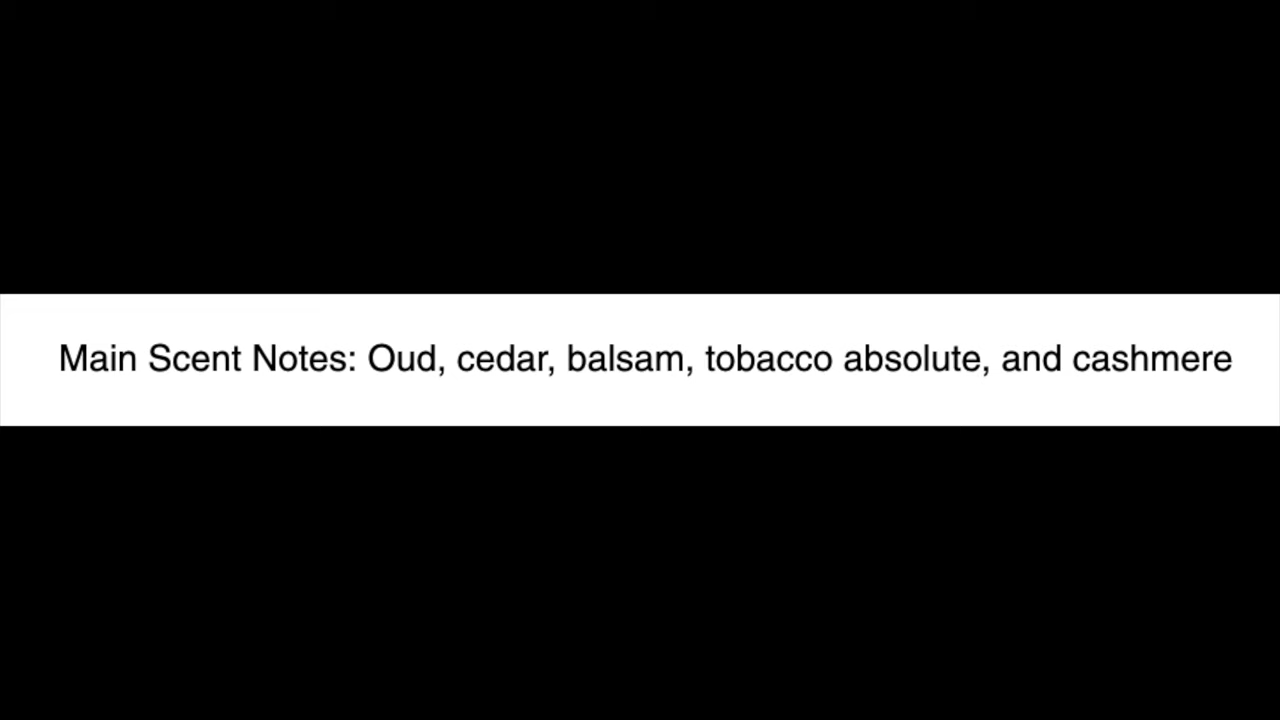 Main Scent Notes: Oud, cedar, balsam, tobacco absolute, and cashmere